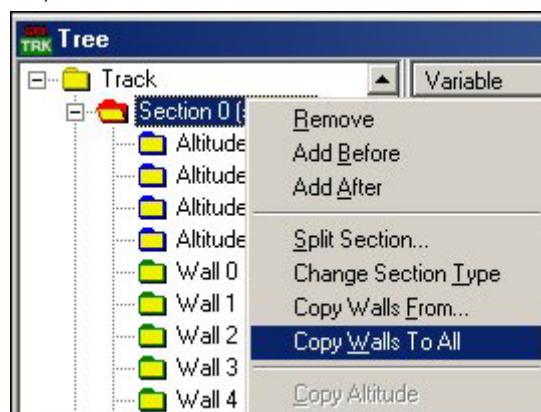 TRK Tree
Track
Variable
Section 0 (s
Altitude
Altitude
Altitude
Altitude
Wall 0
Wall 1
Wall 2
Wall 3
Wall 4
Remove
Add Before
Add After
Split Section...
Change Section Type
Copy Walls From...
Copy Walls To All
Copy Altitude